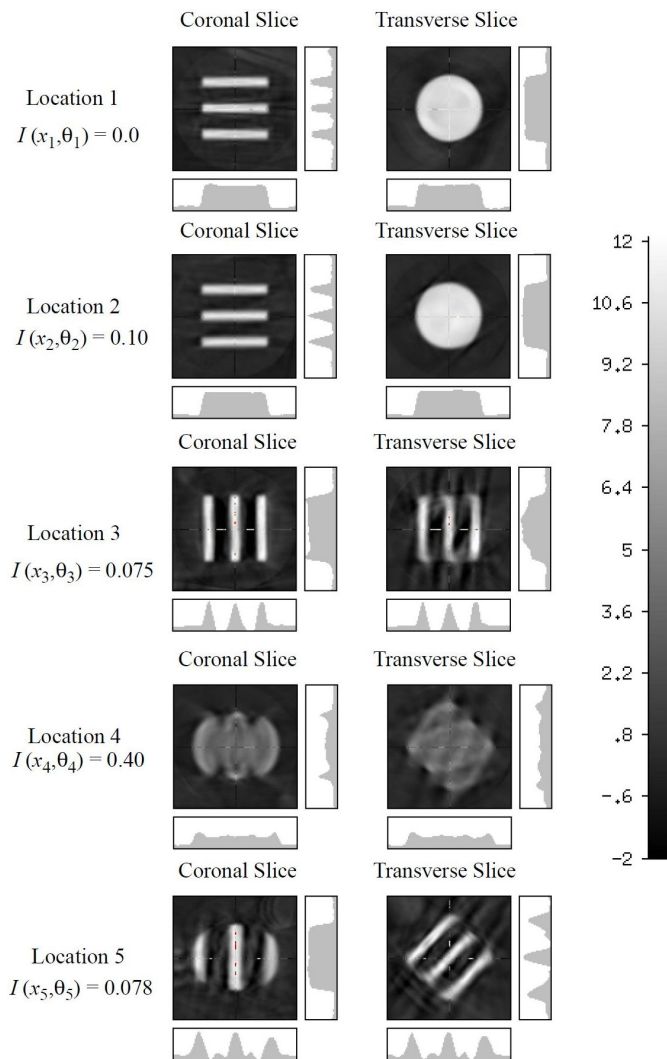 Coronal Slice Transverse Slice
Location 1
I (x₁,θ₁) = 0.0
Coronal Slice Transverse Slice
Location 2
I (x₂,θ₂) = 0.10
Coronal Slice Transverse Slice
Location 3
I (x₃,θ₃) = 0.075
Coronal Slice Transverse Slice
Location 4
I (x₄,θ₄) = 0.40
Coronal Slice Transverse Slice
Location 5
I (x₅,θ₅) = 0.078
12
10.6
9.2
7.8
6.4
5
3.6
2.2
.8
-.6
-2